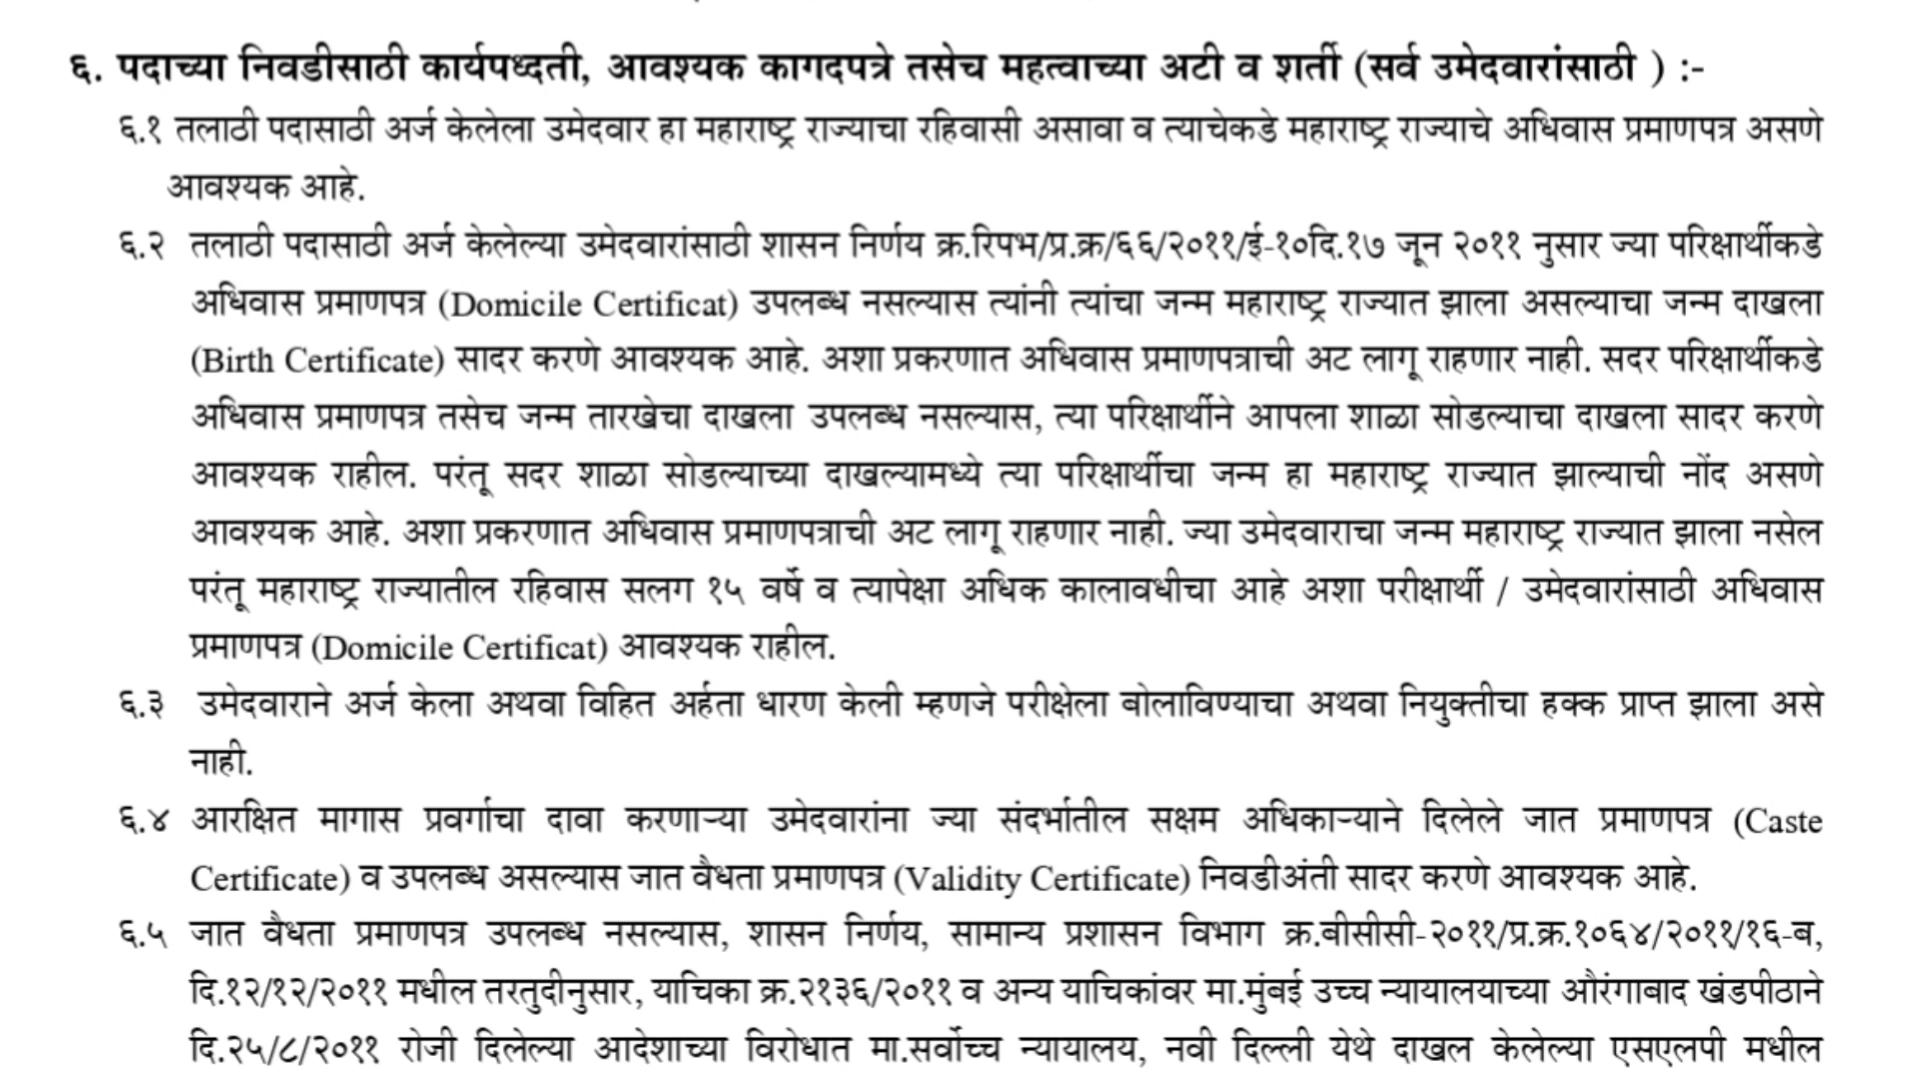 ६. पदाच्या निवडीसाठी कार्यपध्दती, आवश्यक कागदपत्रे तसेच महत्वाच्या अटी व शर्ती (सर्व उमेदवारांसाठी ) :-
६.१ तलाठी पदासाठी अर्ज केलेला उमेदवार हा महाराष्ट्र राज्याचा रहिवासी असावा व त्याचेकडे महाराष्ट्र राज्याचे अधिवास प्रमाणपत्र असणे
आवश्यक आहे.
६.२ तलाठी पदासाठी अर्ज केलेल्या उमेदवारांसाठी शासन निर्णय क्र.रिपभ/प्र.क्र/६६/२०११/ई-१०दि.१७ जून २०११ नुसार ज्या परिक्षार्थीकडे
अधिवास प्रमाणपत्र (Domicile Certificat) उपलब्ध नसल्यास त्यांनी त्यांचा जन्म महाराष्ट्र राज्यात झाला असल्याचा जन्म दाखला
(Birth Certificate) सादर करणे आवश्यक आहे. अशा प्रकरणात अधिवास प्रमाणपत्राची अट लागू राहणार नाही. सदर परिक्षार्थीकडे
अधिवास प्रमाणपत्र तसेच जन्म तारखेचा दाखला उपलब्ध नसल्यास, त्या परिक्षार्थीने आपला शाळा सोडल्याचा दाखला सादर करणे
आवश्यक राहील. परंतू सदर शाळा सोडल्याच्या दाखल्यामध्ये त्या परिक्षार्थीचा जन्म हा महाराष्ट्र राज्यात झाल्याची नोंद असणे
आवश्यक आहे. अशा प्रकरणात अधिवास प्रमाणपत्राची अट लागू राहणार नाही. ज्या उमेदवाराचा जन्म महाराष्ट्र राज्यात झाला नसेल
परंतू महाराष्ट्र राज्यातील रहिवास सलग १५ वर्षे व त्यापेक्षा अधिक कालावधीचा आहे अशा परीक्षार्थी / उमेदवारांसाठी अधिवास
प्रमाणपत्र (Domicile Certificat) आवश्यक राहील.
६.३ उमेदवाराने अर्ज केला अथवा विहित अर्हता धारण केली म्हणजे परीक्षेला बोलाविण्याचा अथवा नियुक्तीचा हक्क प्राप्त झाला असे
नाही.
६.४ आरक्षित मागास प्रवर्गाचा दावा करणाऱ्या उमेदवारांना ज्या संदर्भातील सक्षम अधिकाऱ्याने दिलेले जात प्रमाणपत्र (Caste
Certificate) व उपलब्ध असल्यास जात वैधता प्रमाणपत्र (Validity Certificate) निवडीअंती सादर करणे आवश्यक आहे.
६.५ जात वैधता प्रमाणपत्र उपलब्ध नसल्यास, शासन निर्णय, सामान्य प्रशासन विभाग क्र.बीसीसी-२०११/प्र.क्र.१०६४/२०११/१६-ब,
दि.१२/१२/२०११ मधील तरतुदीनुसार, याचिका क्र.२१३६/२०११ व अन्य याचिकांवर मा.मुंबई उच्च न्यायालयाच्या औरंगाबाद खंडपीठाने
दि.२५/८/२०११ रोजी दिलेल्या आदेशाच्या विरोधात मा.सर्वोच्च न्यायालय, नवी दिल्ली येथे दाखल केलेल्या एसएलपी मधील